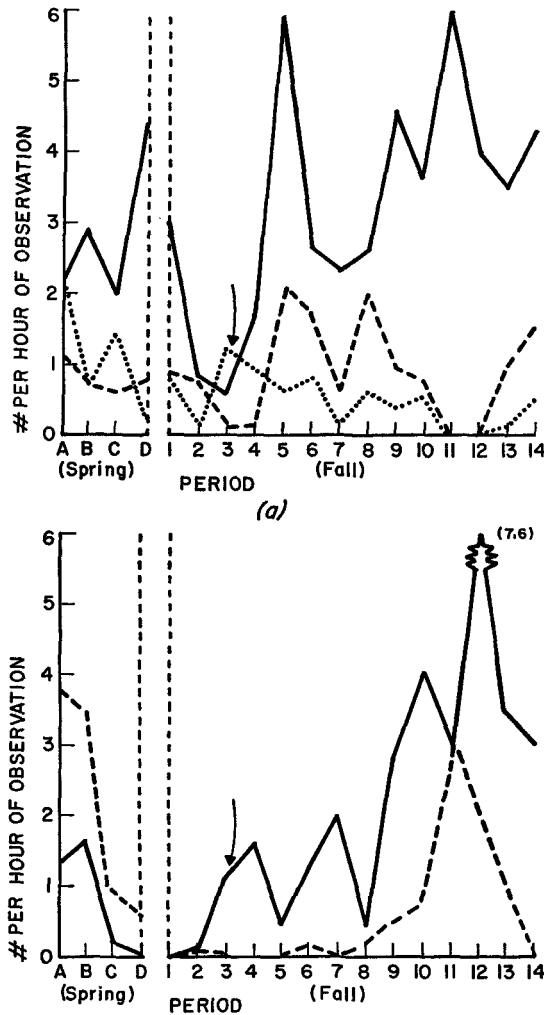 6
5
4
3
2
1
0
# PER HOUR OF OBSERVATION
A B C D 1 2 3 4 5 6 7 8 9 10 11 12 13 14
(Spring) (Fall)
PERIOD
(a)
6 (7.6)
5
4
3
2
1
0
# PER HOUR OF OBSERVATION
A B C D 1 2 3 4 5 6 7 8 9 10 11 12 13 14
(Spring) (Fall)
PERIOD